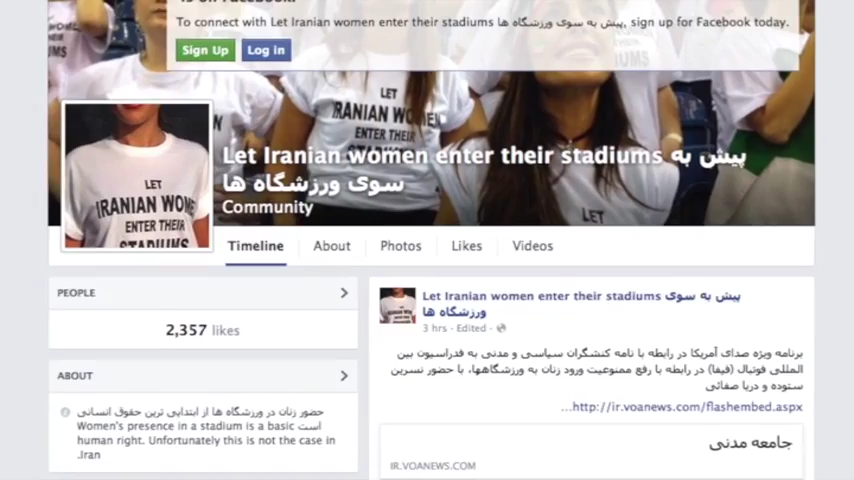 To connect with Let Iranian women enter their stadiums پیش به سوی ورزشگاه ها, sign up for Facebook today.
Sign Up
Log in
LET
IRANIAN WOMEN
ENTER THEIR
STADIUMS
LET
IRANIAN
ENTER THEIR
STADIUMS
LET
Let Iranian women enter their stadiums پیش به
سوی ورزشگاه ها
Community
Timeline
About
Photos
Likes
Videos
PEOPLE
2,357 likes
ABOUT
حضور زنان در ورزشگاه ها از ابتدایی ترین حقوق انسانی
است Women's presence in a stadium is a basic
human right. Unfortunately this is not the case in
.Iran
Let Iranian women enter their stadiums پیش به سوی
ورزشگاه ها
3 hrs · Edited ·
برنامه ویژه صدای آمریکا در رابطه با نامه کنشگران سیاسی و مدنی به فدراسیون بین
المللی فوتبال (فیفا) در رابطه با رفع ممنوعیت ورود زنان به ورزشگاهها، با حضور نسرین
ستوده و دریا صفائی
...http://ir.voanews.com/flashembed.aspx
جامعه مدنی
IR.VOANEWS.COM